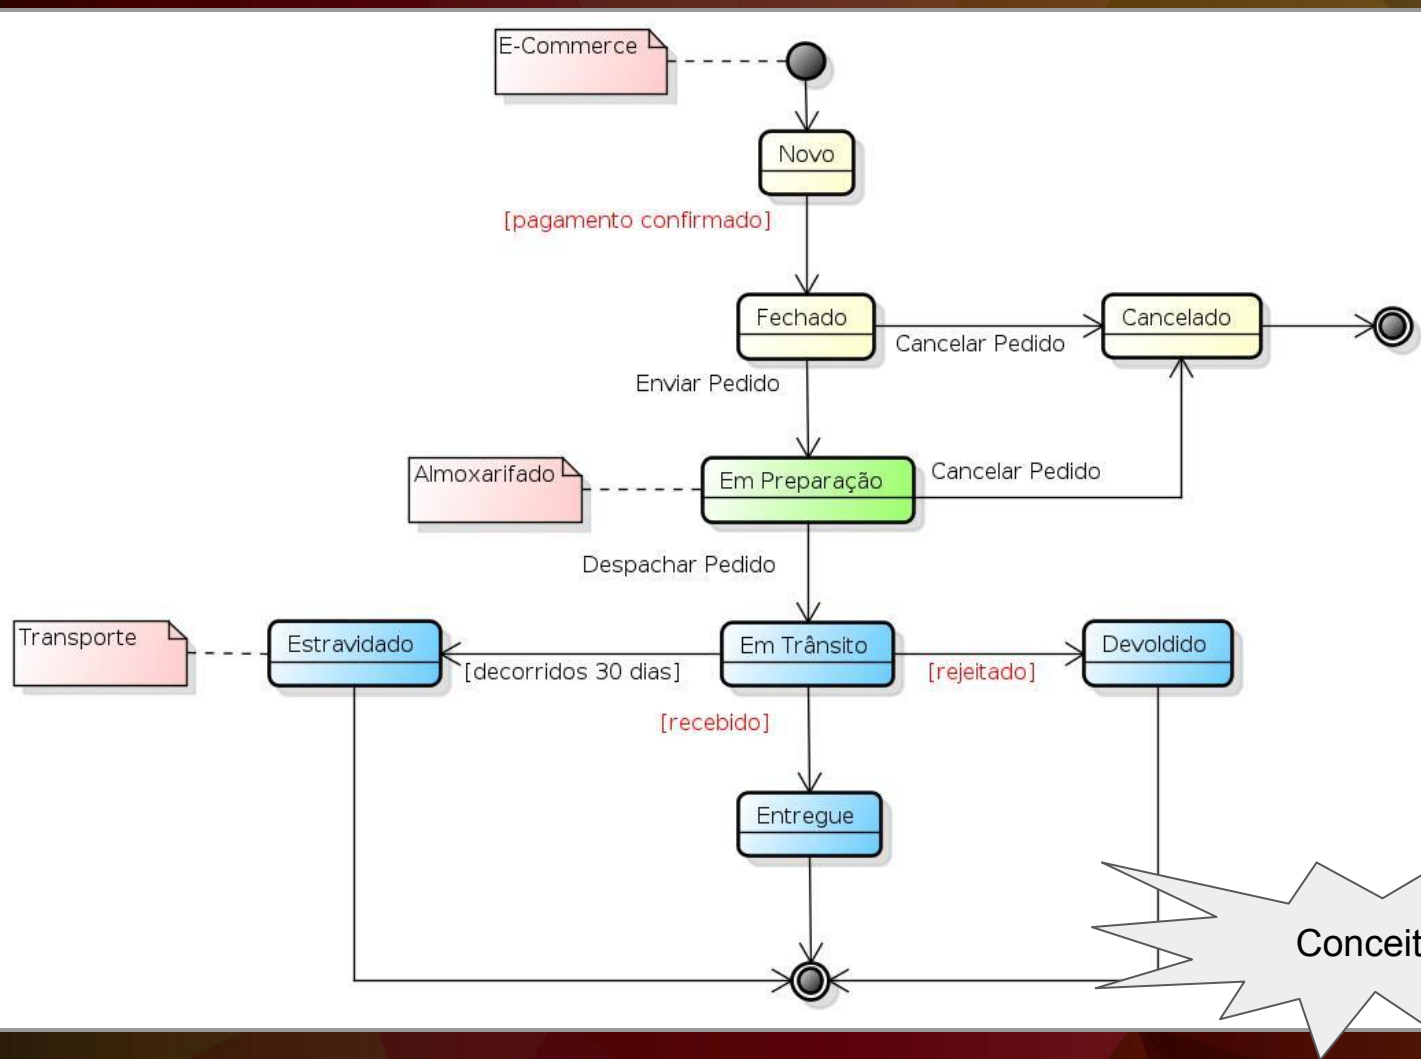 E-Commerce
Novo
[pagamento confirmado]
Fechado
Cancelar Pedido
Cancelado
Enviar Pedido
Almoxarifado
Em Preparação
Cancelar Pedido
Despachar Pedido
Transporte
Estravidado
[decorridos 30 dias]
Em Trânsito
[rejeitado]
Devoldido
[recebido]
Entregue
Conceit